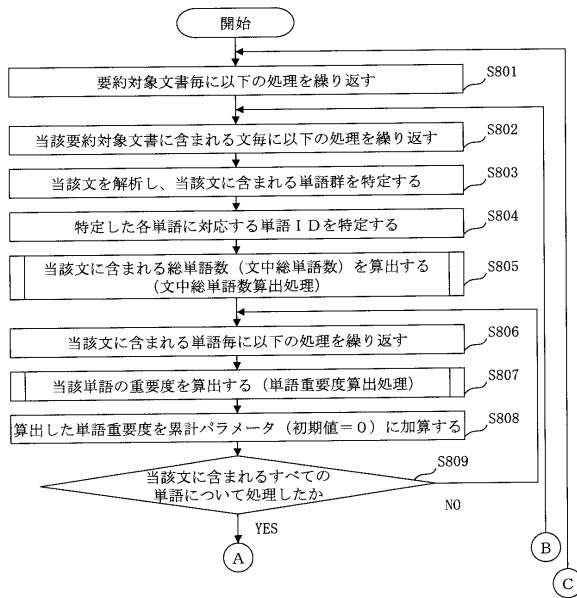 開始
要約対象文書毎に以下の処理を繰り返す
S801
当該要約対象文書に含まれる文毎に以下の処理を繰り返す
S802
当該文を解析し、当該文に含まれる単語群を特定する
S803
特定した各単語に対応する単語IDを特定する
S804
当該文に含まれる総単語数（文中総単語数）を算出する
（文中総単語数算出処理）
S805
当該文に含まれる単語毎に以下の処理を繰り返す
S806
当該単語の重要度を算出する（単語重要度算出処理）
S807
算出した単語重要度を累計パラメータ（初期値＝0）に加算する
S808
当該文に含まれるすべての
単語について処理したか
S809
NO
YES
A
B
C